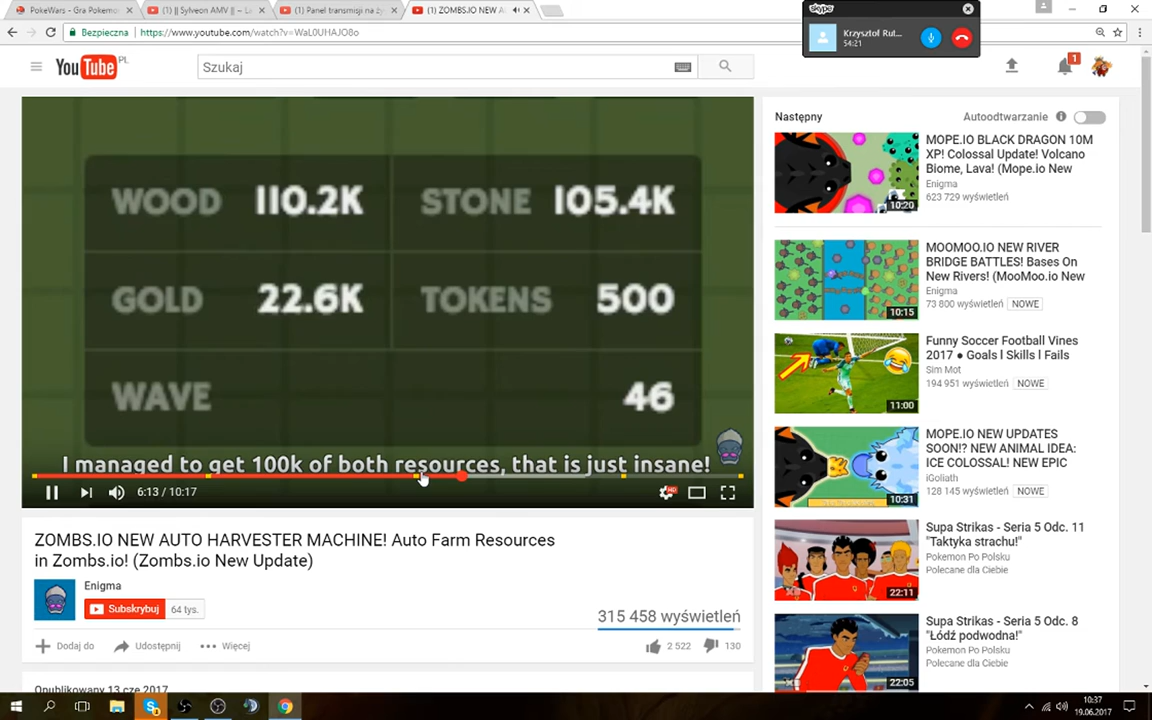 PokeWars - Gra Pokemon
(1) || Sylveon AMV || ~ L
(1) Panel transmisji na ży
(1) ZOMBS.IO NEW A
skype
Krzysztof Rut...
54:21
Bezpieczna
https://www.youtube.com/watch?v=WaL0UHAJO8o
YouTube PL
Szukaj
1
WOOD 110.2K STONE 105.4K
GOLD 22.6K TOKENS 500
WAVE 46
I managed to get 100k of both resources, that is just insane!
6:13 / 10:17
HD
ZOMBS.IO NEW AUTO HARVESTER MACHINE! Auto Farm Resources
in Zombs.io! (Zombs.io New Update)
Enigma
Subskrybuj 64 tys.
315 458 wyświetleń
Dodaj do Udostępnij Więcej
2 522 130
Opublikowany 13 cze 2017
Następny
Autoodtwarzanie
MOPE.IO BLACK DRAGON 10M
XP! Colossal Update! Volcano
Biome, Lava! (Mope.io New
Enigma
623 729 wyświetleń
10:20
MOOMOO.IO NEW RIVER
BRIDGE BATTLES! Bases On
New Rivers! (MooMoo.io New
Enigma
73 800 wyświetleń NOWE
10:15
Funny Soccer Football Vines
2017 ● Goals l Skills l Fails
Sim Mot
194 951 wyświetleń NOWE
11:00
MOPE.IO NEW UPDATES
SOON!? NEW ANIMAL IDEA:
ICE COLOSSAL! NEW EPIC
iGoliath
128 145 wyświetleń NOWE
10:31
Supa Strikas - Seria 5 Odc. 11
"Taktyka strachu!"
Pokemon Po Polsku
Polecane dla Ciebie
22:11
Supa Strikas - Seria 5 Odc. 8
"Łódź podwodna!"
Pokemon Po Polsku
Polecane dla Ciebie
22:05
10:37
19.06.2017